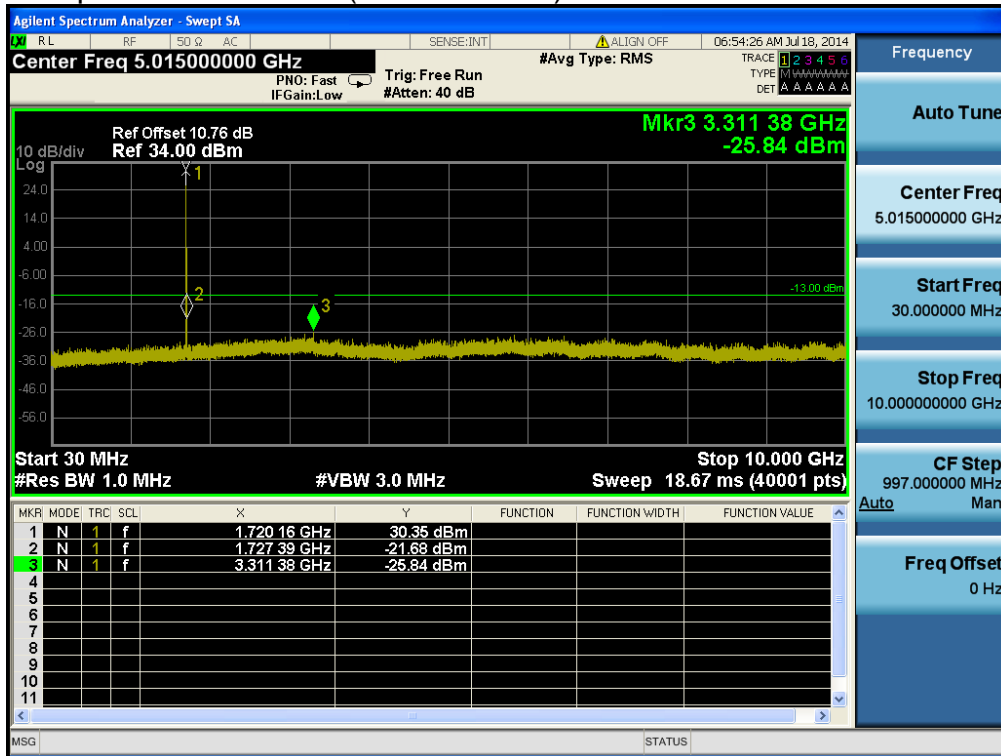 Agilent Spectrum Analyzer - Swept SA
LXI RL RF 50 Ω AC SENSE:INT ALIGN OFF 06:54:26 AM Jul 18, 2014
Center Freq 5.015000000 GHz
PNO: Fast
IFGain:Low
Trig: Free Run
#Atten: 40 dB
#Avg Type: RMS
TRACE 1 2 3 4 5 6
TYPE M
DET A A A A A A
Mkr3 3.311 38 GHz
-25.84 dBm
Ref Offset 10.76 dB
10 dB/div Ref 34.00 dBm
Log
1
24.0
14.0
4.00
-6.00
2
-13.00 dBm
-16.0
3
-26.0
-36.0
-46.0
-56.0
Start 30 MHz Stop 10.000 GHz
#Res BW 1.0 MHz #VBW 3.0 MHz Sweep 18.67 ms (40001 pts)
MKR MODE TRC SCL X Y FUNCTION FUNCTION WIDTH FUNCTION VALUE
1 N 1 f 1.720 16 GHz 30.35 dBm
2 N 1 f 1.727 39 GHz -21.68 dBm
3 N 1 f 3.311 38 GHz -25.84 dBm
4
5
6
7
8
9
10
11
MSG STATUS
Frequency
Auto Tune
Center Freq
5.015000000 GHz
Start Freq
30.000000 MHz
Stop Freq
10.000000000 GHz
CF Step
997.000000 MHz
Auto Man
Freq Offset
0 Hz